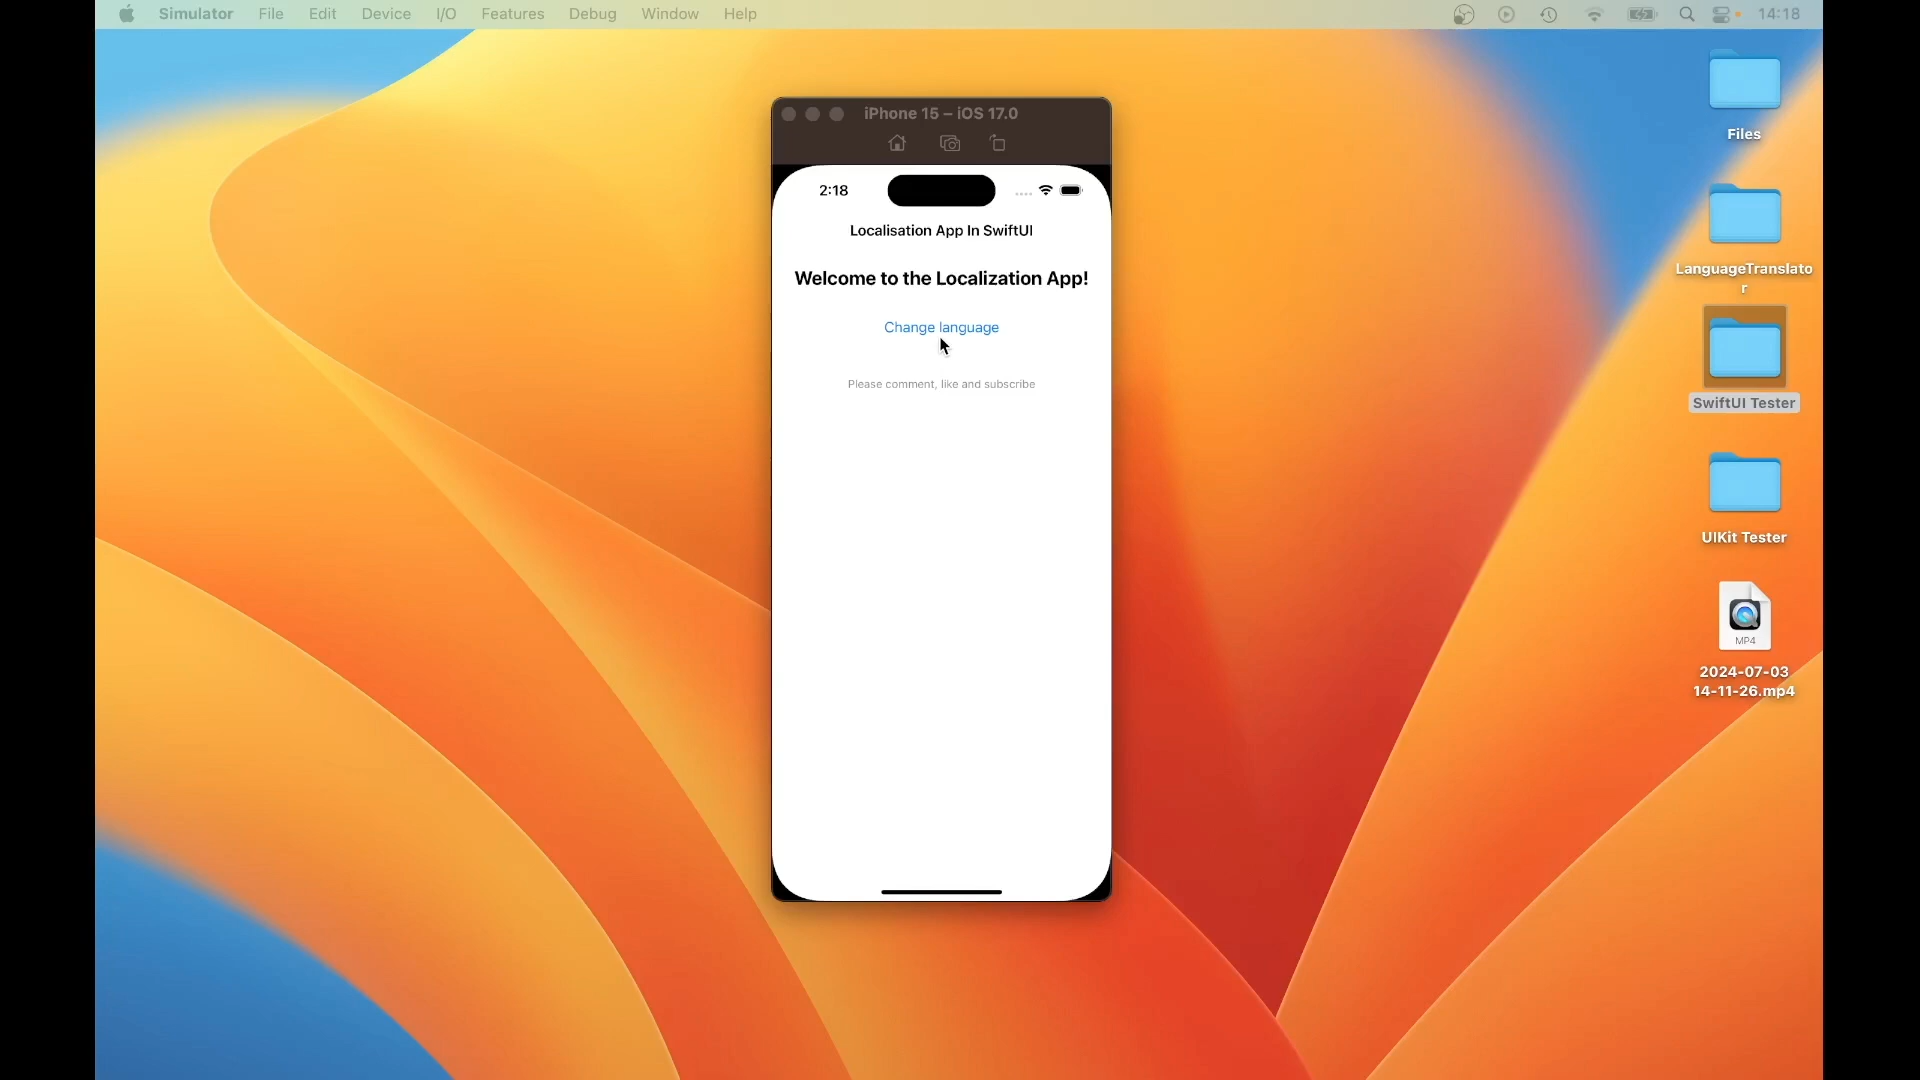 Simulator File Edit Device I/O Features Debug Window Help 14:18
iPhone 15 – iOS 17.0
2:18
Localisation App In SwiftUI
Welcome to the Localization App!
Change language
Please comment, like and subscribe
Files
LanguageTranslato
r
SwiftUI Tester
UIKit Tester
MP4
2024-07-03
14-11-26.mp4